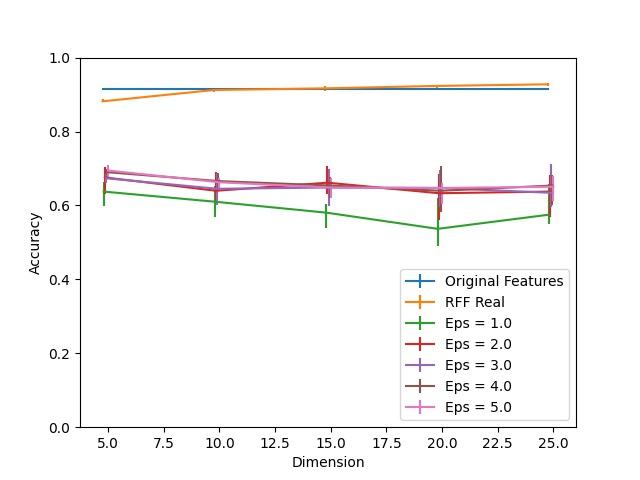 1.0
0.8
0.6
0.4
0.2
0.0
Accuracy
Original Features
RFF Real
Eps = 1.0
Eps = 2.0
Eps = 3.0
Eps = 4.0
Eps = 5.0
5.0 7.5 10.0 12.5 15.0 17.5 20.0 22.5 25.0
Dimension